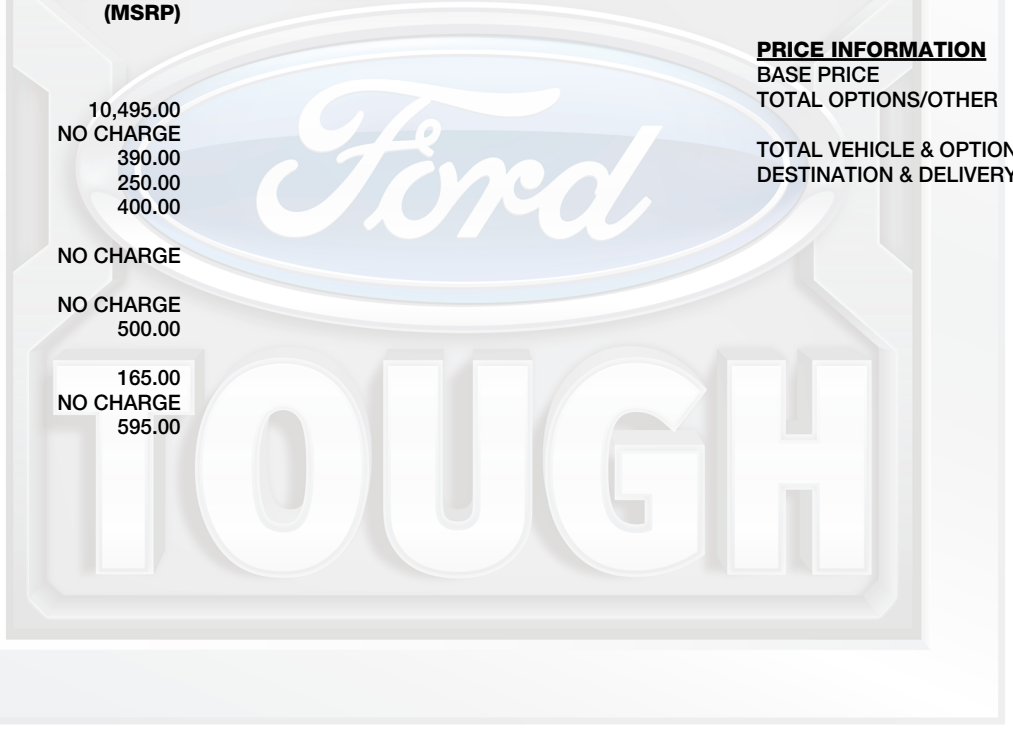 (MSRP)
10,495.00
NO CHARGE
390.00
250.00
400.00
NO CHARGE
NO CHARGE
500.00
165.00
NO CHARGE
595.00
PRICE INFORMATION
BASE PRICE
TOTAL OPTIONS/OTHER
TOTAL VEHICLE & OPTION
DESTINATION & DELIVERY
Ford
TOUGH